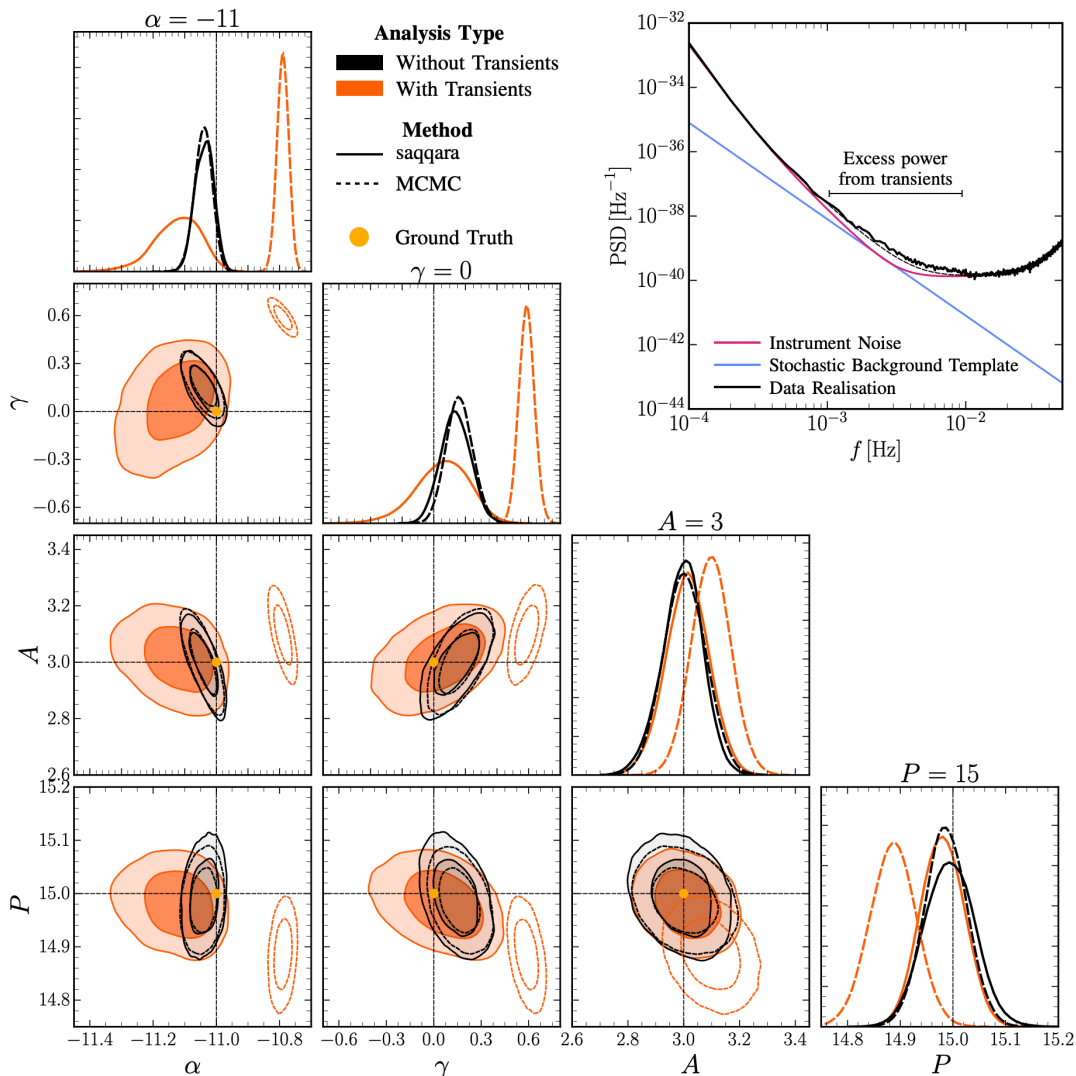 α = −11
Analysis Type
Without Transients
With Transients
Method
saqqara
MCMC
Ground Truth
10⁻³²
10⁻³⁴
10⁻³⁶
10⁻³⁸
10⁻⁴⁰
10⁻⁴²
10⁻⁴⁴
PSD [Hz⁻¹]
Excess power
from transients
Instrument Noise
Stochastic Background Template
Data Realisation
10⁻⁴ 10⁻³ 10⁻²
f [Hz]
γ = 0
0.6
0.3
0.0
−0.3
−0.6
γ
A = 3
3.4
3.2
3.0
2.8
2.6
A
P = 15
15.2
15.1
15.0
14.9
14.8
P
−11.4 −11.2 −11.0 −10.8
α
−0.6 −0.3 0.0 0.3 0.6
γ
2.8 3.0 3.2 3.4
A
14.8 14.9 15.0 15.1 15.2
P